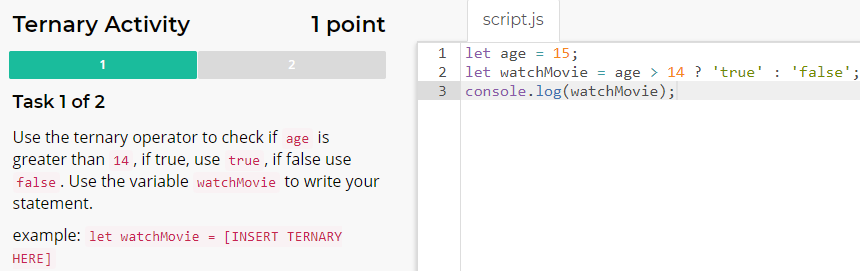 Ternary Activity 1 point
1 2
Task 1 of 2
Use the ternary operator to check if age is
greater than 14 , if true, use true , if false use
false . Use the variable watchMovie to write your
statement.
example: let watchMovie = [INSERT TERNARY
HERE]
script.js
1 let age = 15;
2 let watchMovie = age > 14 ? 'true' : 'false';
3 console.log(watchMovie);